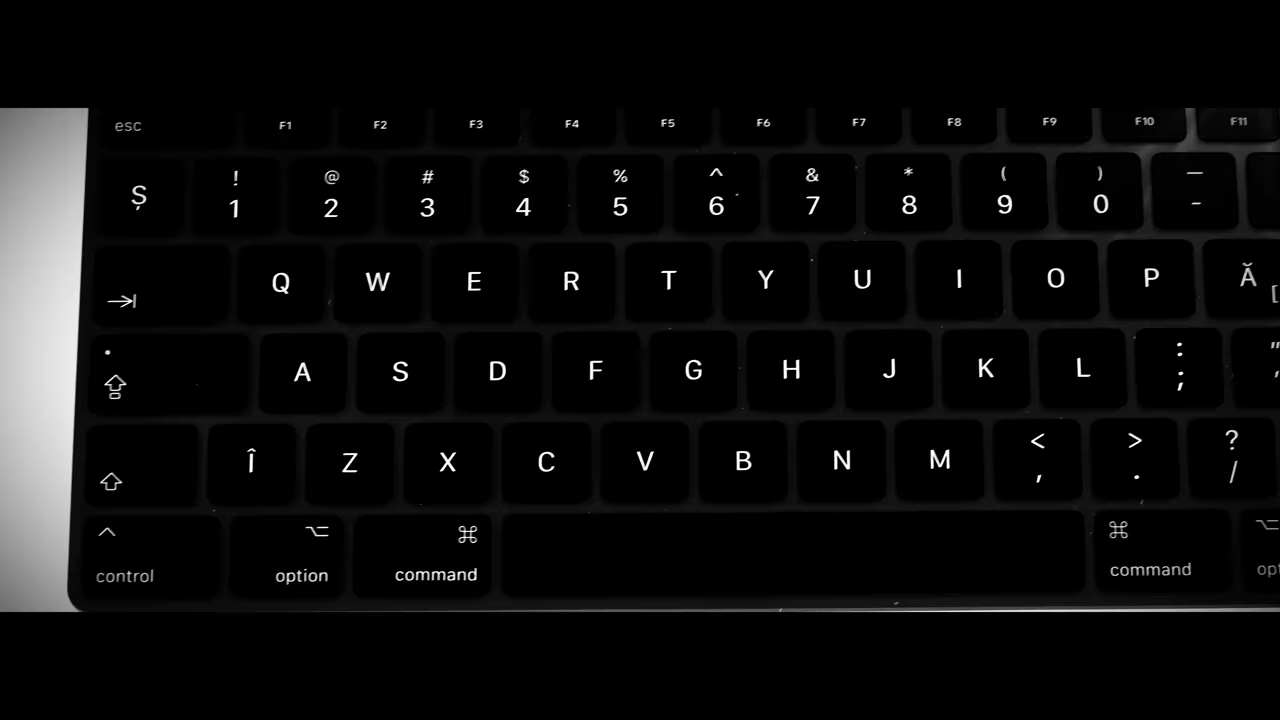 esc F1 F2 F3 F4 F5 F6 F7 F8 F9 F10 F11
! @ # $ % ^ & * ( ) —
Ș 1 2 3 4 5 6 7 8 9 0 -
Q W E R T Y U I O P Ă [
A S D F G H J K L : ;
Î Z X C V B N M < , > . ? /
control option command command opt